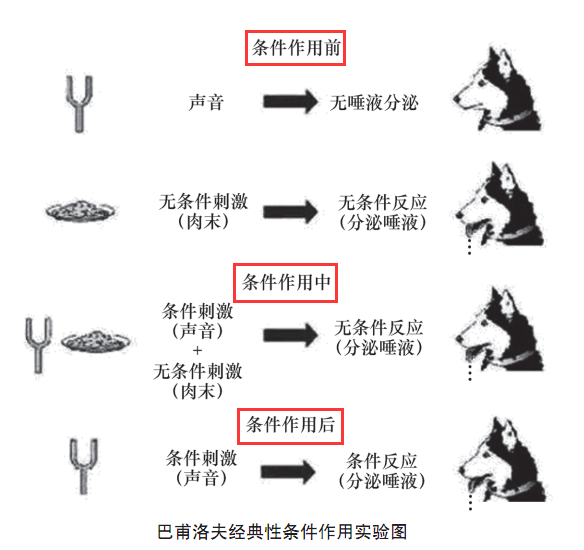 条件作用前
声音 无唾液分泌
无条件刺激 无条件反应
（肉末） （分泌唾液）
条件作用中
条件刺激
（声音）
+
无条件刺激
（肉末）
无条件反应
（分泌唾液）
条件作用后
条件刺激 条件反应
（声音） （分泌唾液）
巴甫洛夫经典性条件作用实验图